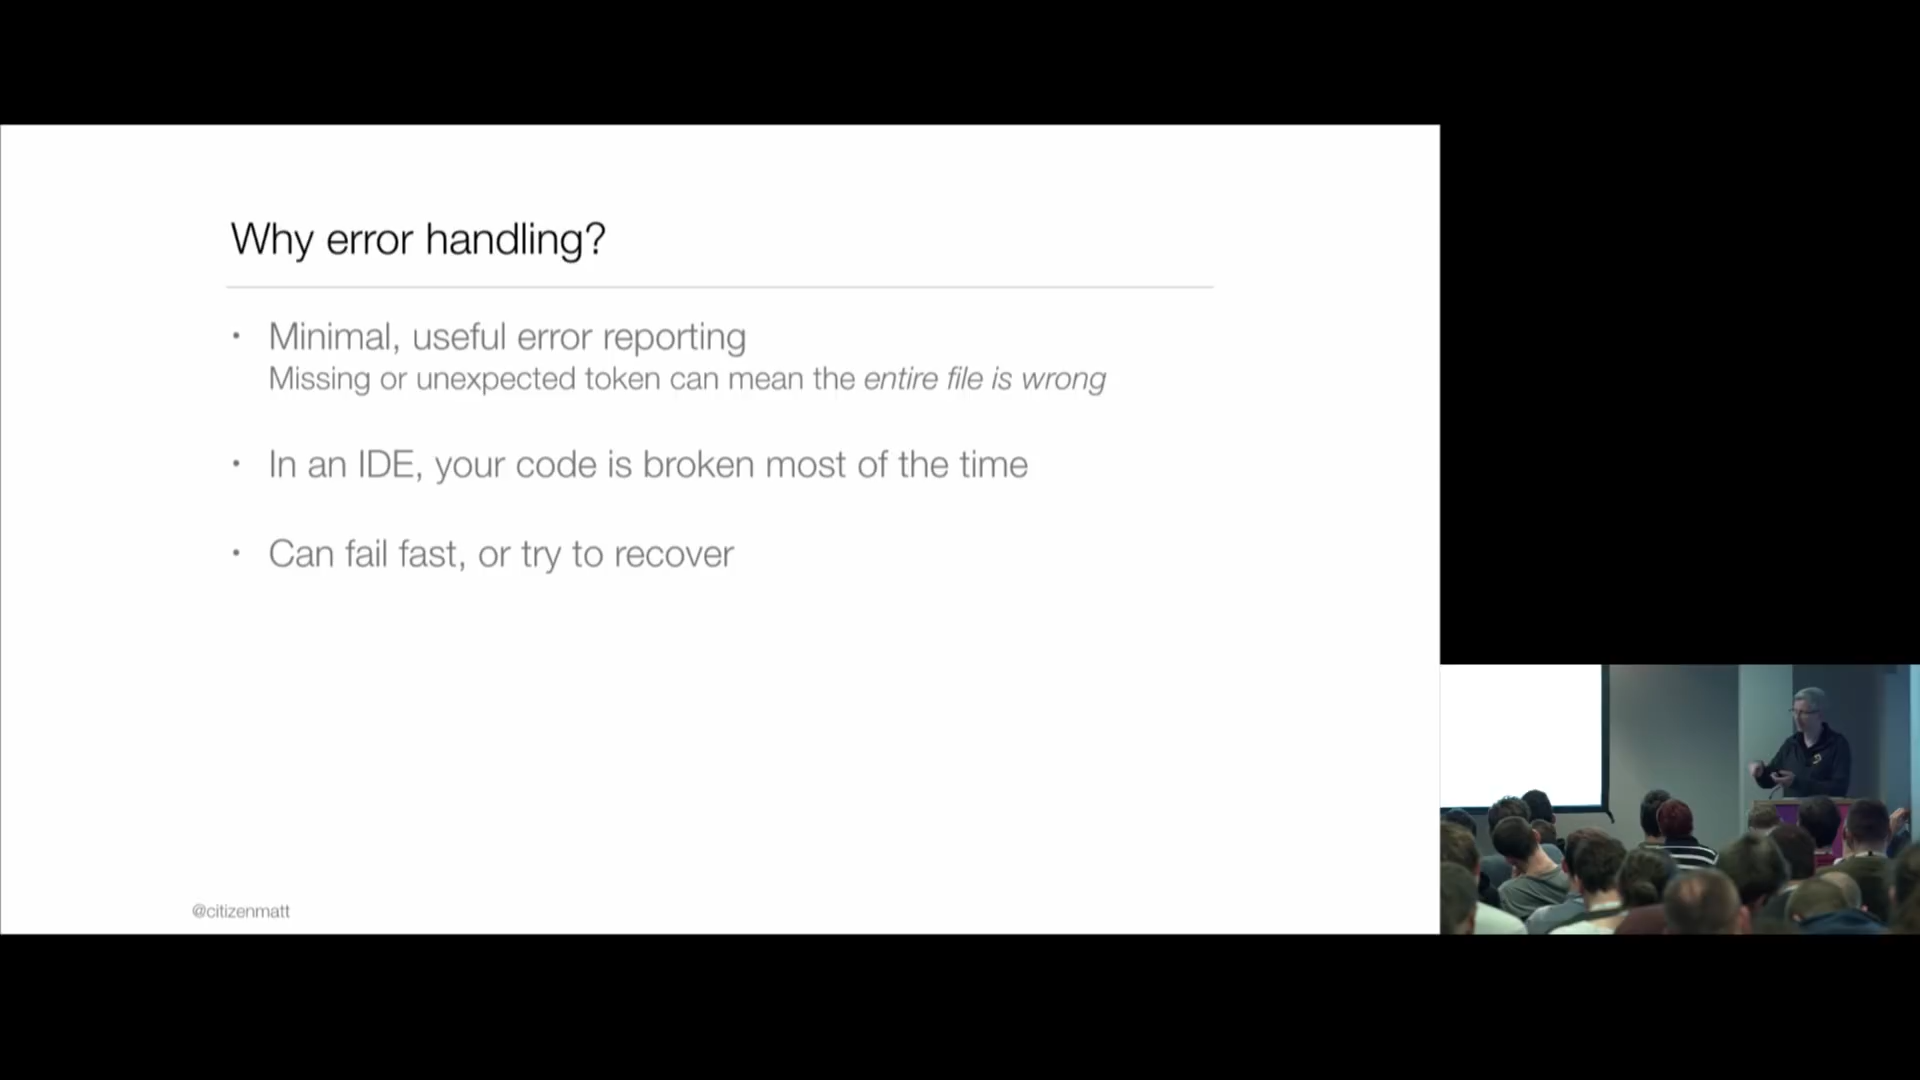 Why error handling?
• Minimal, useful error reporting
Missing or unexpected token can mean the entire file is wrong
• In an IDE, your code is broken most of the time
• Can fail fast, or try to recover
@citizenmatt